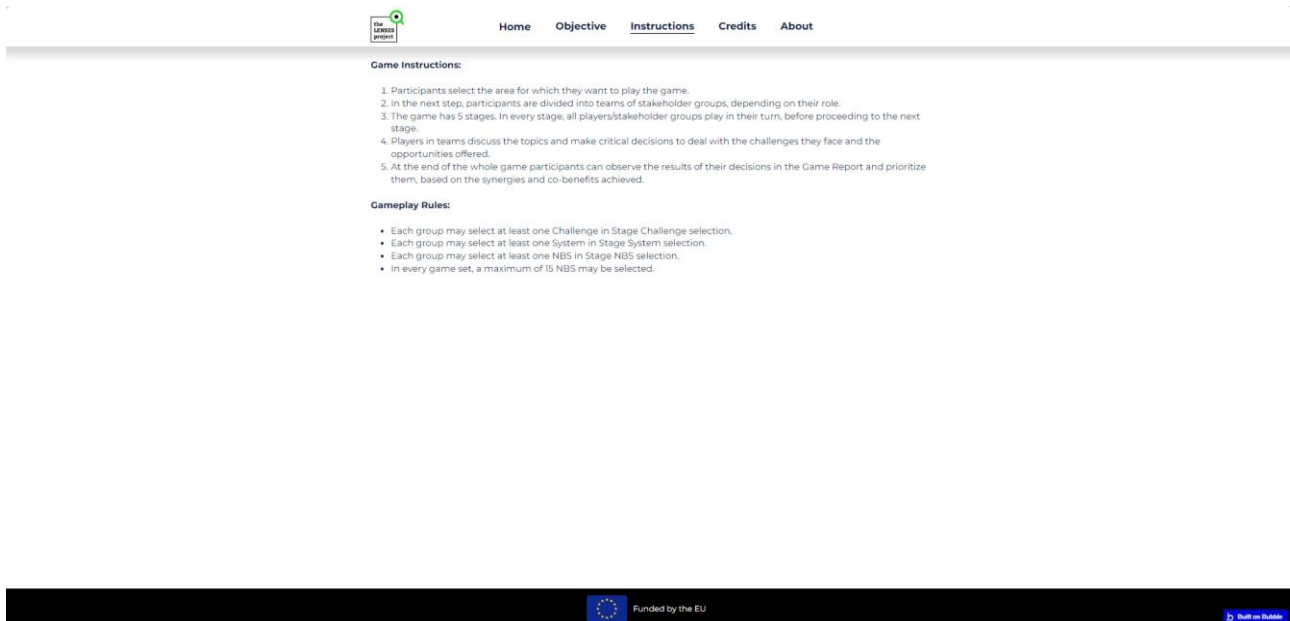 the
LENSES
project
Home Objective Instructions Credits About
Game Instructions:
1. Participants select the area for which they want to play the game.
2. In the next step, participants are divided into teams of stakeholder groups, depending on their role.
3. The game has 5 stages. In every stage, all players/stakeholder groups play in their turn, before proceeding to the next
stage.
4. Players in teams discuss the topics and make critical decisions to deal with the challenges they face and the
opportunities offered.
5. At the end of the whole game participants can observe the results of their decisions in the Game Report and prioritize
them, based on the synergies and co-benefits achieved.
Gameplay Rules:
• Each group may select at least one Challenge in Stage Challenge selection.
• Each group may select at least one System in Stage System selection.
• Each group may select at least one NBS in Stage NBS selection.
• In every game set, a maximum of 15 NBS may be selected.
Funded by the EU
b Built on Bubble